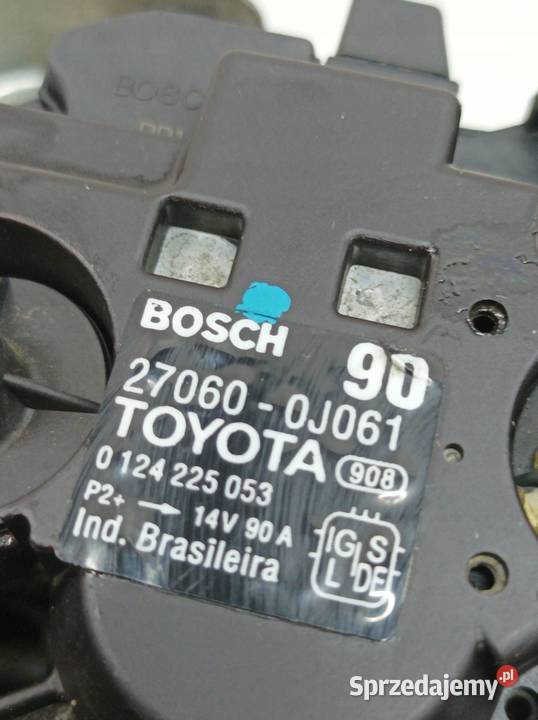 BOSCH
BOSCH 90
27060-0J061
TOYOTA 908
0 124 225 053
P2+ → 14V 90 A
Ind. Brasileira
IG S
L DE
Sprzedajemy.pl